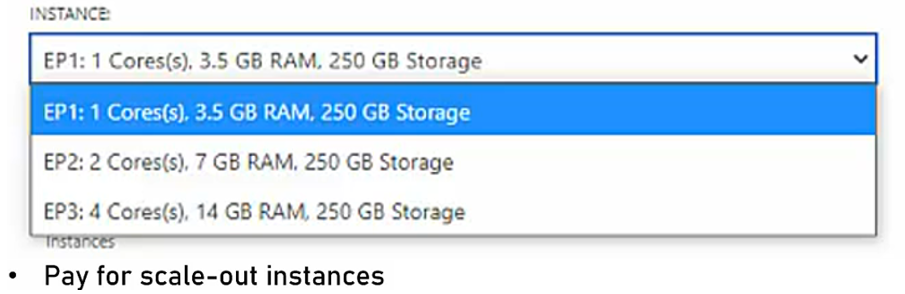 INSTANCE:
EP1: 1 Cores(s), 3.5 GB RAM, 250 GB Storage
EP1: 1 Cores(s), 3.5 GB RAM, 250 GB Storage
EP2: 2 Cores(s), 7 GB RAM, 250 GB Storage
EP3: 4 Cores(s), 14 GB RAM, 250 GB Storage
Instances
• Pay for scale-out instances